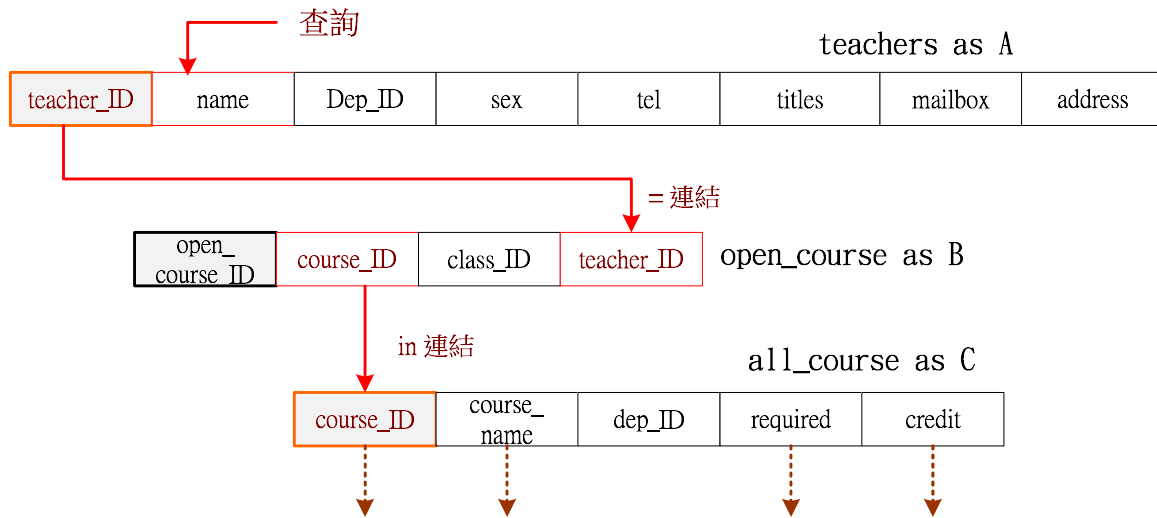 查詢
teachers as A
teacher_ID name Dep_ID sex tel titles mailbox address
= 連結
open_
course_ID course_ID class_ID teacher_ID
open_course as B
in 連結
all_course as C
course_ID course_
name dep_ID required credit